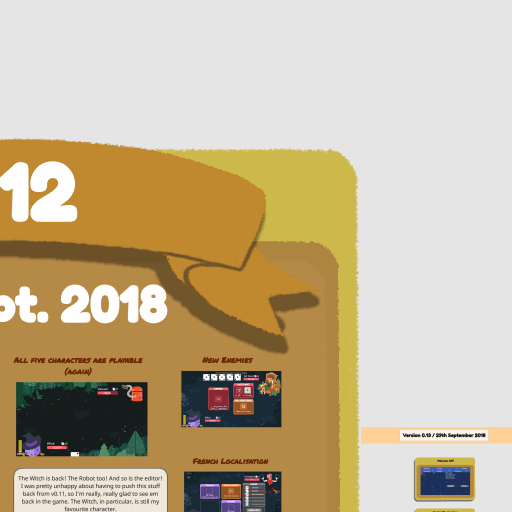 12
ot. 2018
All five characters are playable
(again)
New Enemies
The Witch is back! The Robot too! And so is the editor!
I was pretty unhappy about having to push this stuff
back from v0.11, so I'm really, really glad to see em
back in the game. The Witch, in particular, is still my
favourite character.
French Localisation
Version 0.13 / 29th September 2018